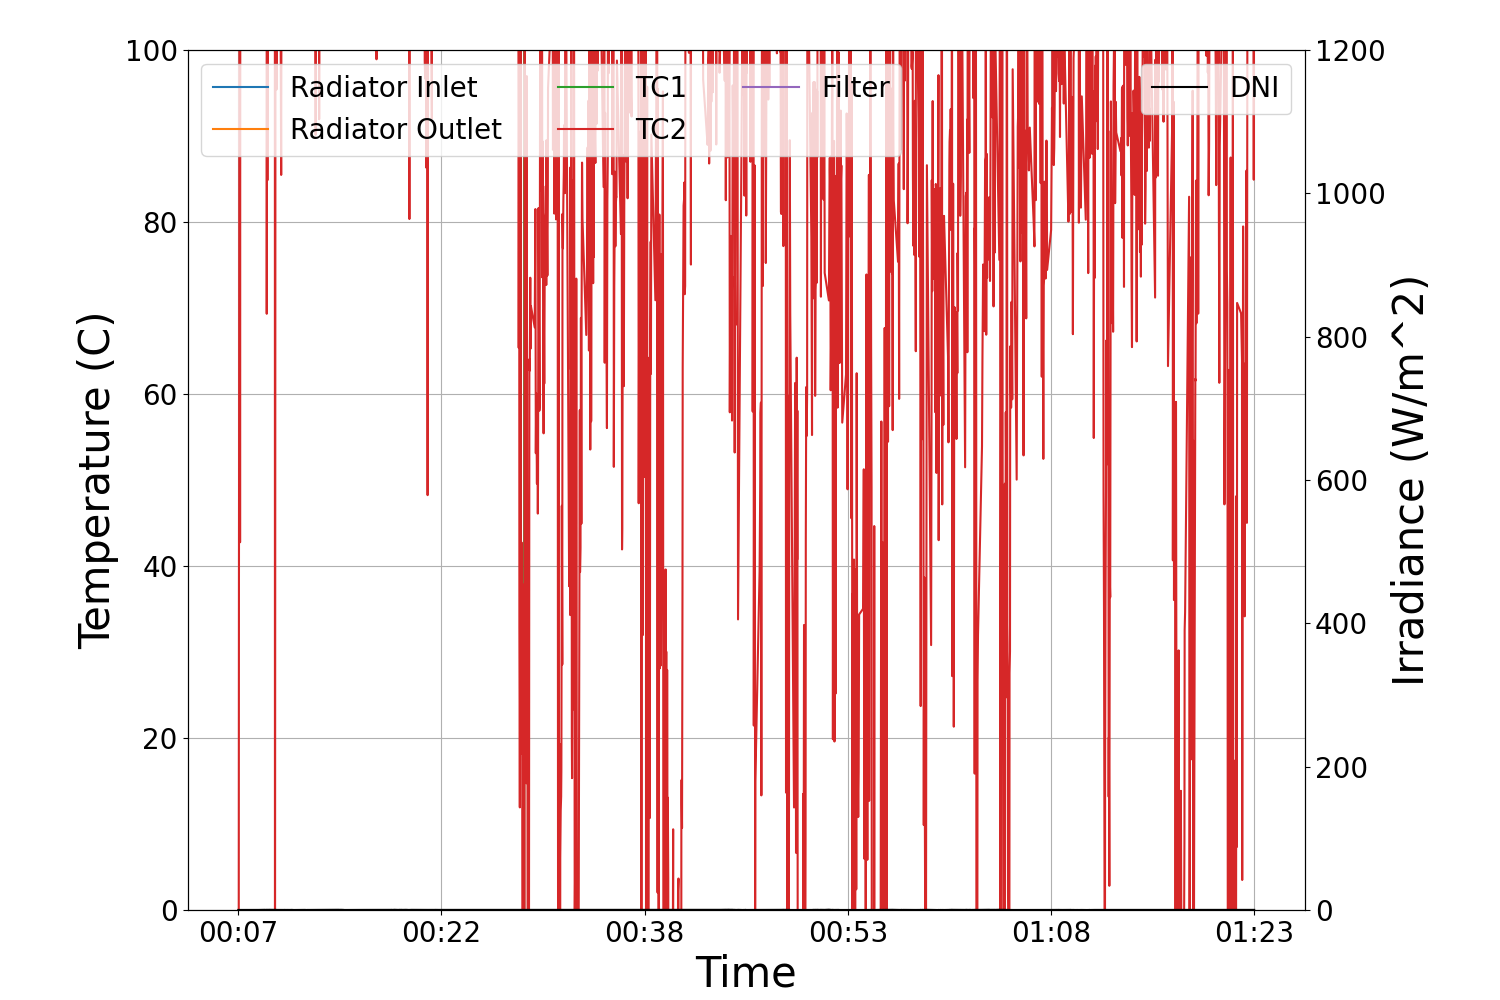 100
80
60
40
20
0
Temperature (C)
Radiator Inlet
Radiator Outlet
TC1
TC2
Filter
DNI
1200
1000
800
600
400
200
0
Irradiance (W/m^2)
00:07
00:22
00:38
00:53
01:08
01:23
Time